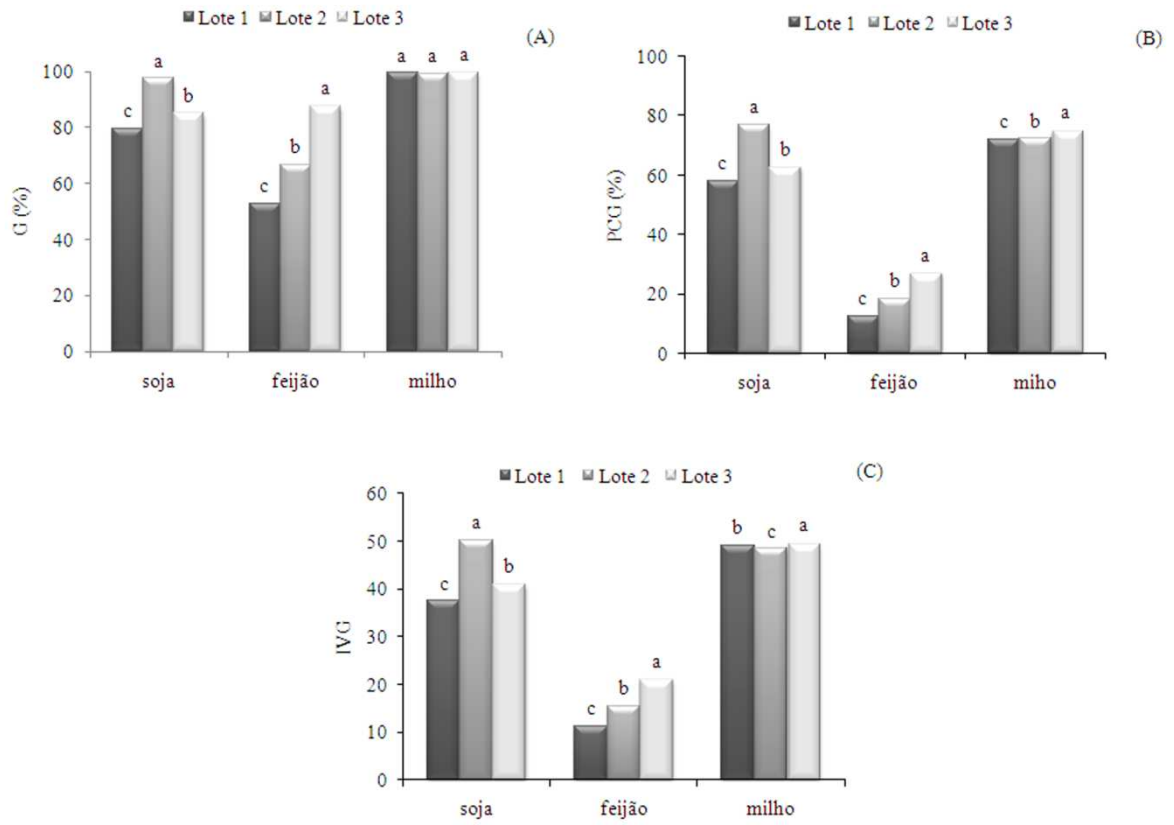 Lote 1 Lote 2 Lote 3
(A)
G (%)
100
80
60
40
20
0
c a b
c b a
a a a
soja feijão milho
Lote 1 Lote 2 Lote 3
(B)
PCG (%)
100
80
60
40
20
0
c a b
c b a
c b a
soja feijão miho
Lote 1 Lote 2 Lote 3
(C)
IVG
60
50
40
30
20
10
0
c a b
c b a
b c a
soja feijão milho